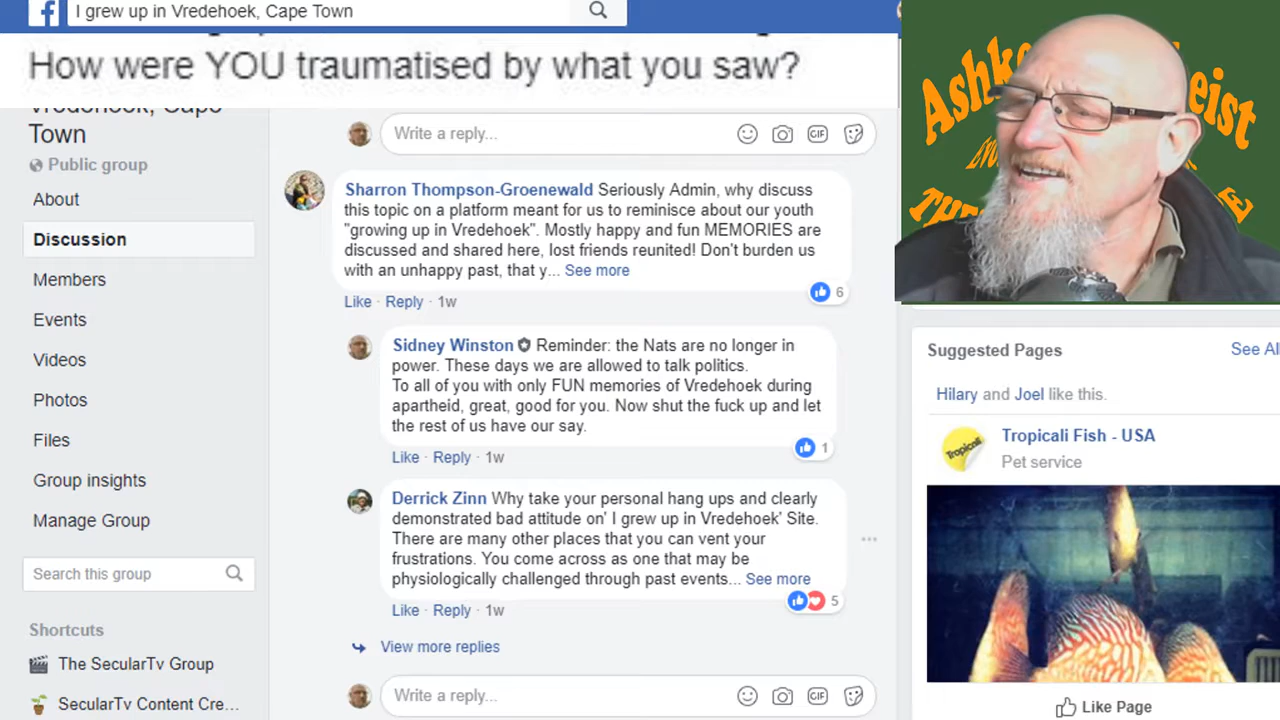 I grew up in Vredehoek, Cape Town
How were YOU traumatised by what you saw?
Vredehoek, Cape
Town
Public group
About
Discussion
Members
Events
Videos
Photos
Files
Group insights
Manage Group
Search this group
Shortcuts
The SecularTv Group
SecularTv Content Cre...
Write a reply...
GIF
Sharron Thompson-Groenewald Seriously Admin, why discuss
this topic on a platform meant for us to reminisce about our youth
"growing up in Vredehoek". Mostly happy and fun MEMORIES are
discussed and shared here, lost friends reunited! Don't burden us
with an unhappy past, that y... See more
6
Like · Reply · 1w
Sidney Winston Reminder: the Nats are no longer in
power. These days we are allowed to talk politics.
To all of you with only FUN memories of Vredehoek during
apartheid, great, good for you. Now shut the fuck up and let
the rest of us have our say.
1
Like · Reply · 1w
Derrick Zinn Why take your personal hang ups and clearly
demonstrated bad attitude on' I grew up in Vredehoek' Site.
There are many other places that you can vent your
frustrations. You come across as one that may be
physiologically challenged through past events... See more
5
Like · Reply · 1w
View more replies
Write a reply...
GIF
Suggested Pages
See All
Hilary and Joel like this.
Tropicali Fish - USA
Pet service
Tropicali
Like Page